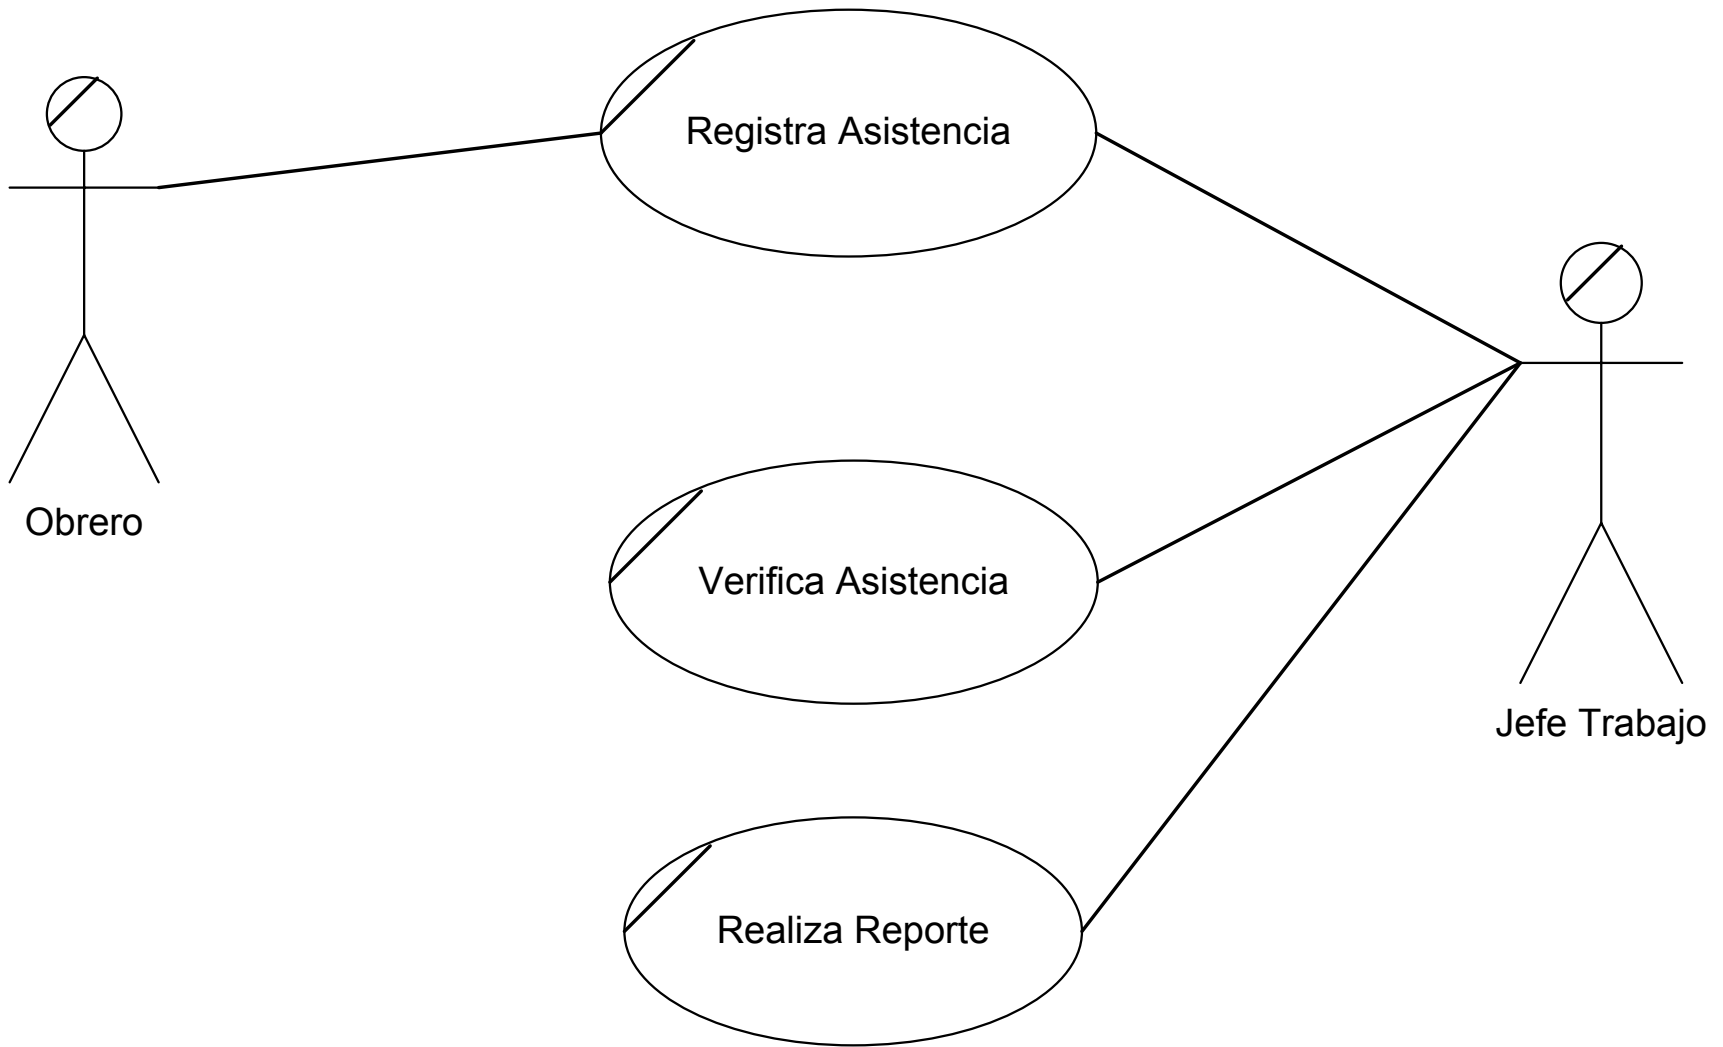 Registra Asistencia
Obrero
Verifica Asistencia
Jefe Trabajo
Realiza Reporte